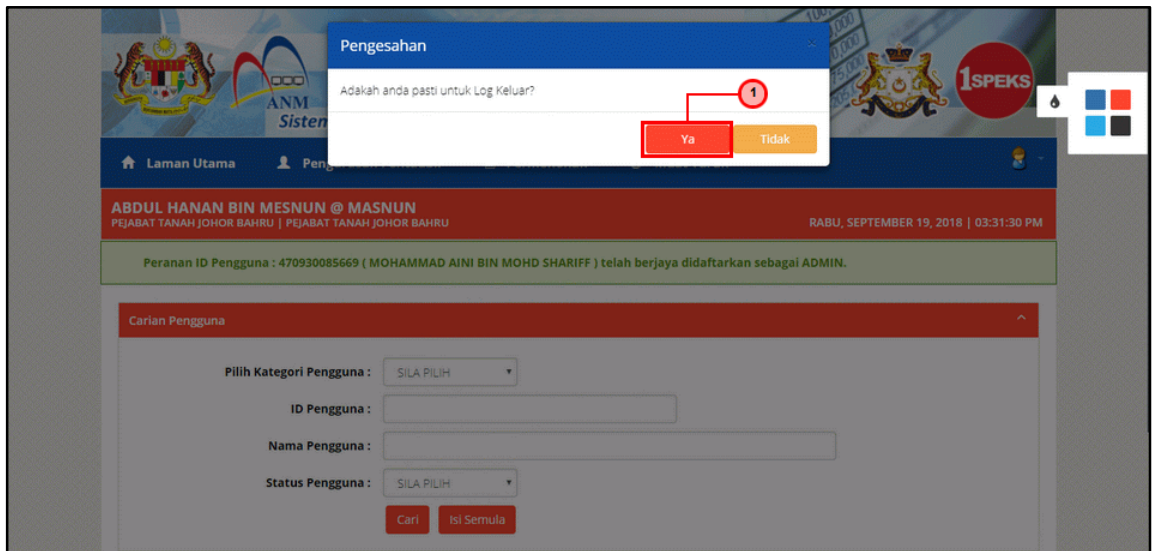 Pengesahan
×
Adakah anda pasti untuk Log Keluar?
1
Ya
Tidak
ANM
Sistem
1SPEKS
Laman Utama
ABDUL HANAN BIN MESNUN @ MASNUN
PEJABAT TANAH JOHOR BAHRU | PEJABAT TANAH JOHOR BAHRU
RABU, SEPTEMBER 19, 2018 | 03:31:30 PM
Peranan ID Pengguna : 470930085669 ( MOHAMMAD AINI BIN MOHD SHARIFF ) telah berjaya didaftarkan sebagai ADMIN.
Carian Pengguna
Pilih Kategori Pengguna :
SILA PILIH
ID Pengguna :
Nama Pengguna :
Status Pengguna :
SILA PILIH
Cari
Isi Semula